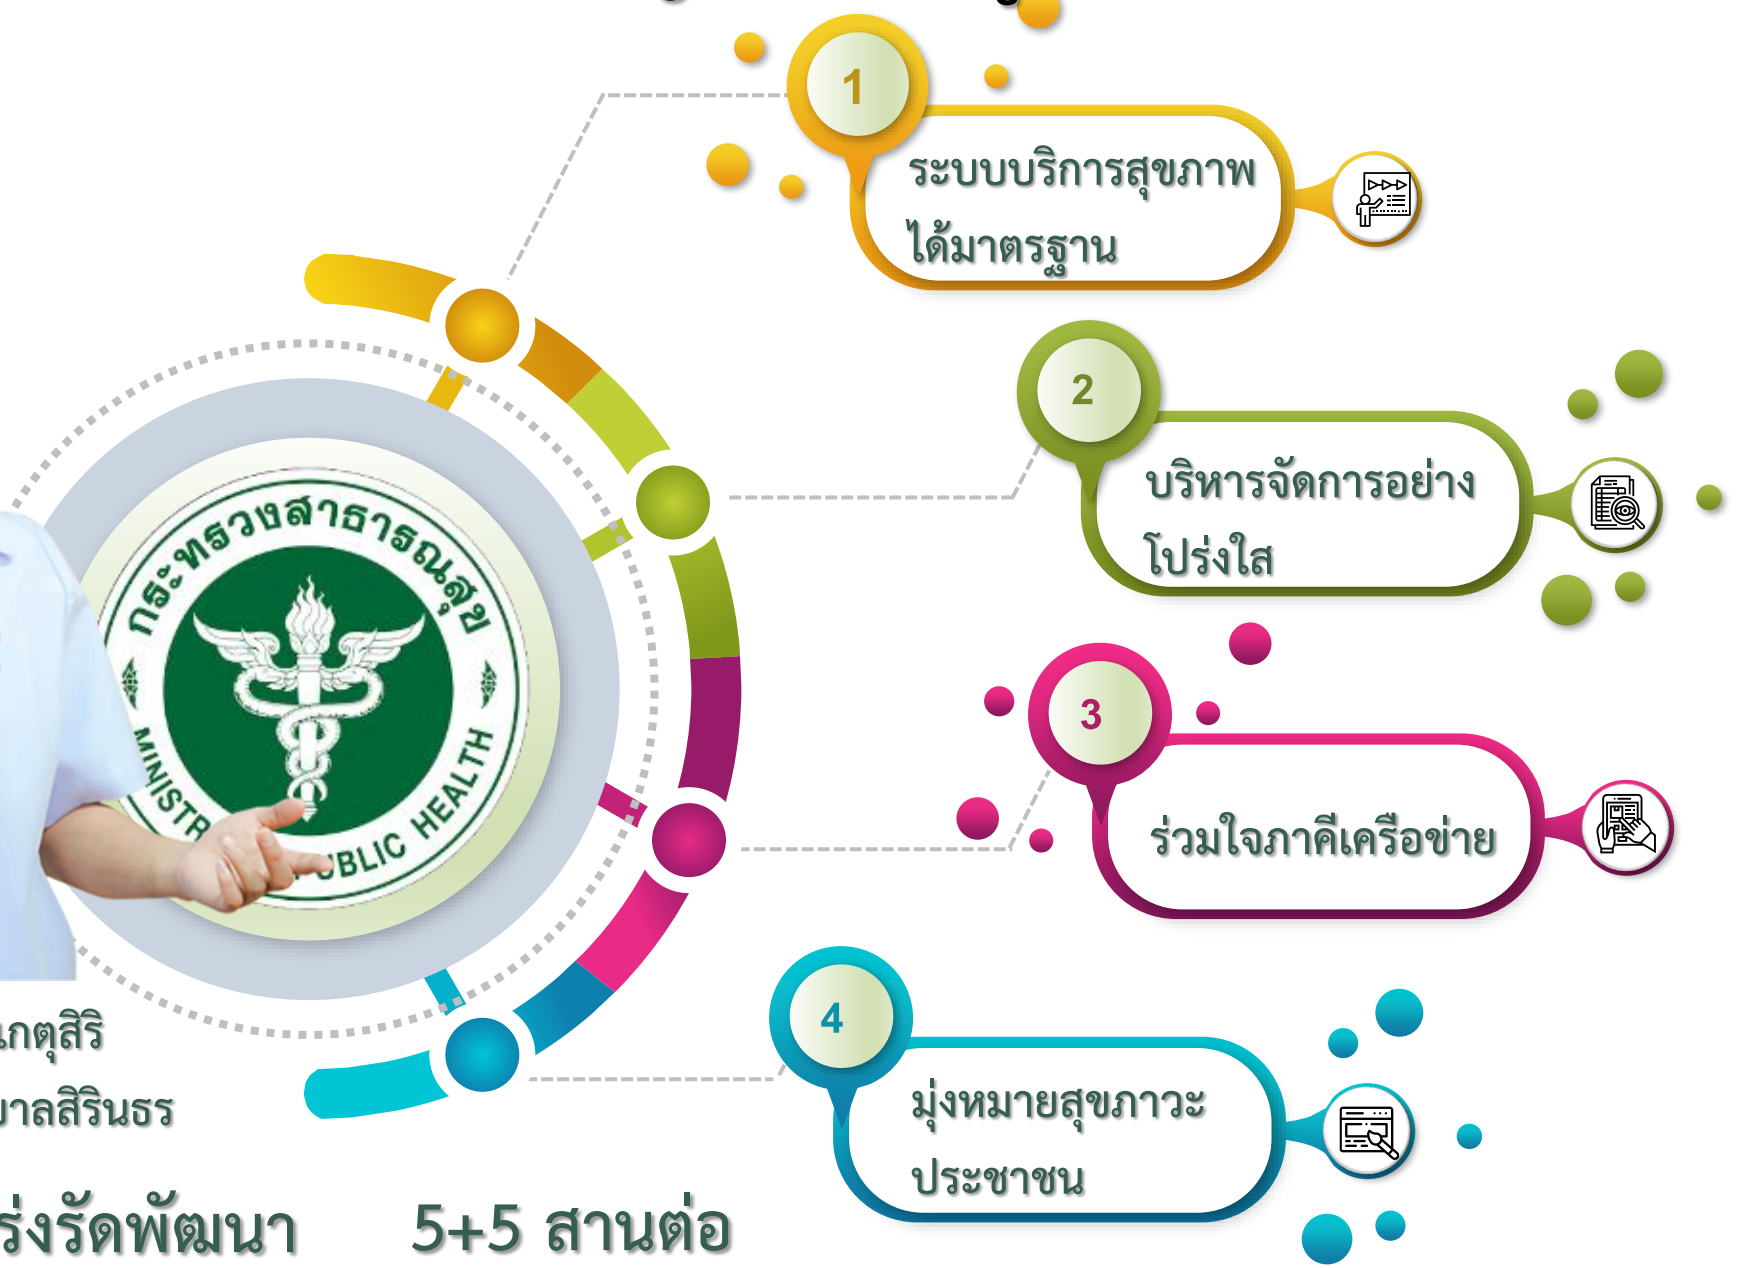 1
ระบบบริการสุขภาพ
ได้มาตรฐาน
2
บริหารจัดการอย่าง
โปร่งใส
3
ร่วมใจภาคีเครือข่าย
4
มุ่งหมายสุขภาวะ
ประชาชน
กระทรวงสาธารณสุข
PUBLIC HEALTH
เกตุสิริ
บาลสิรินธร
ร่งรัดพัฒนา 5+5 สานต่อ